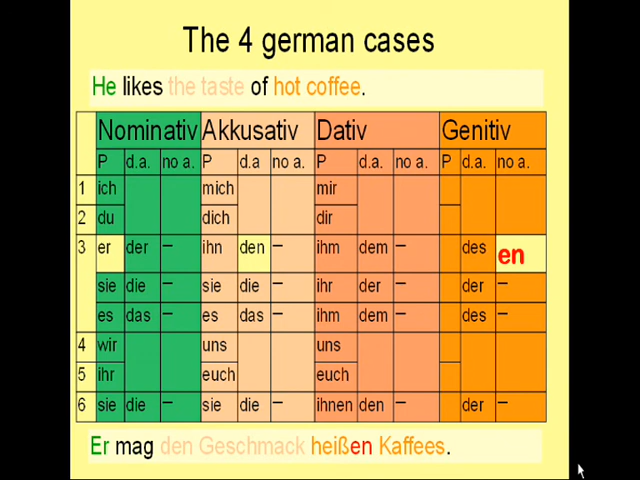 The 4 german cases
He likes the taste of hot coffee.
Nominativ Akkusativ Dativ Genitiv
P d.a. no a. P d.a no a. P d.a. no a. P d.a. no a.
1 ich mich mir
2 du dich dir
3 er der – ihn den – ihm dem – des en
sie die – sie die – ihr der – der –
es das – es das – ihm dem – des –
4 wir uns uns
5 ihr euch euch
6 sie die – sie die – ihnen den – der –
Er mag den Geschmack heißen Kaffees.